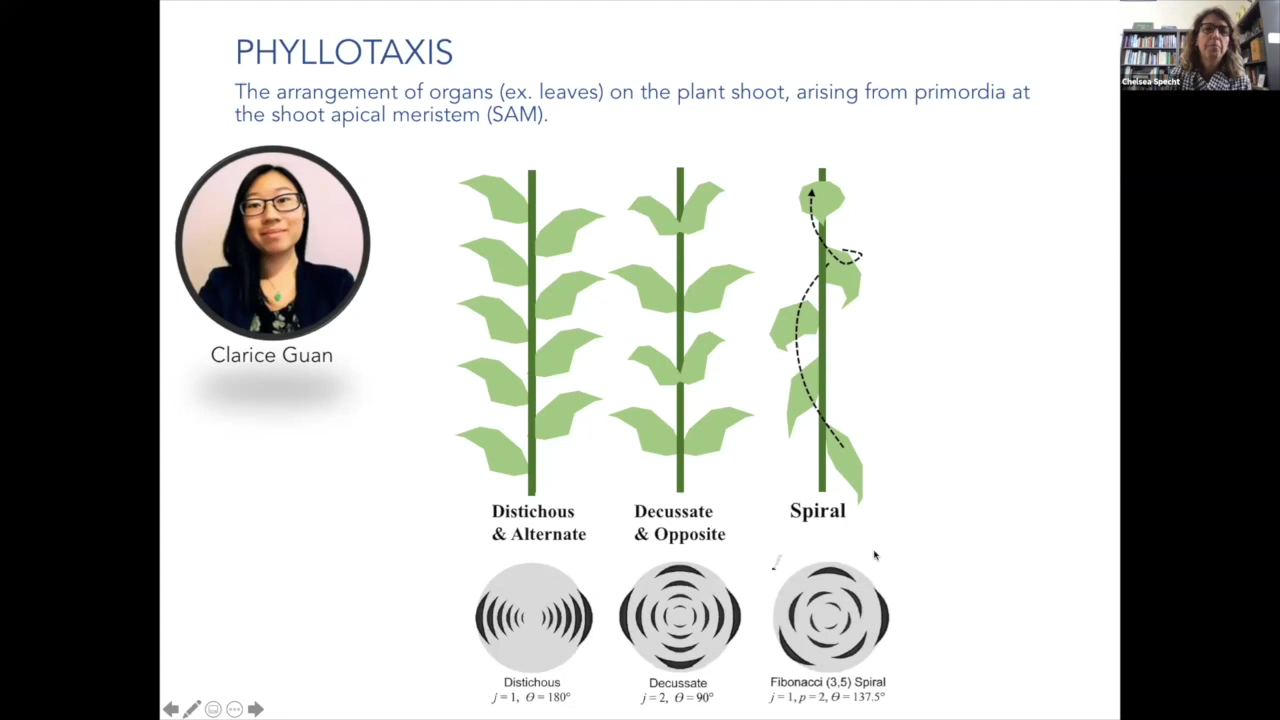 PHYLLOTAXIS
The arrangement of organs (ex. leaves) on the plant shoot, arising from primordia at
the shoot apical meristem (SAM).
Chelsea Specht
Clarice Guan
Distichous
& Alternate
Decussate
& Opposite
Spiral
Distichous
j = 1, Θ = 180°
Decussate
j = 2, Θ = 90°
Fibonacci (3,5) Spiral
j = 1, p = 2, Θ = 137.5°